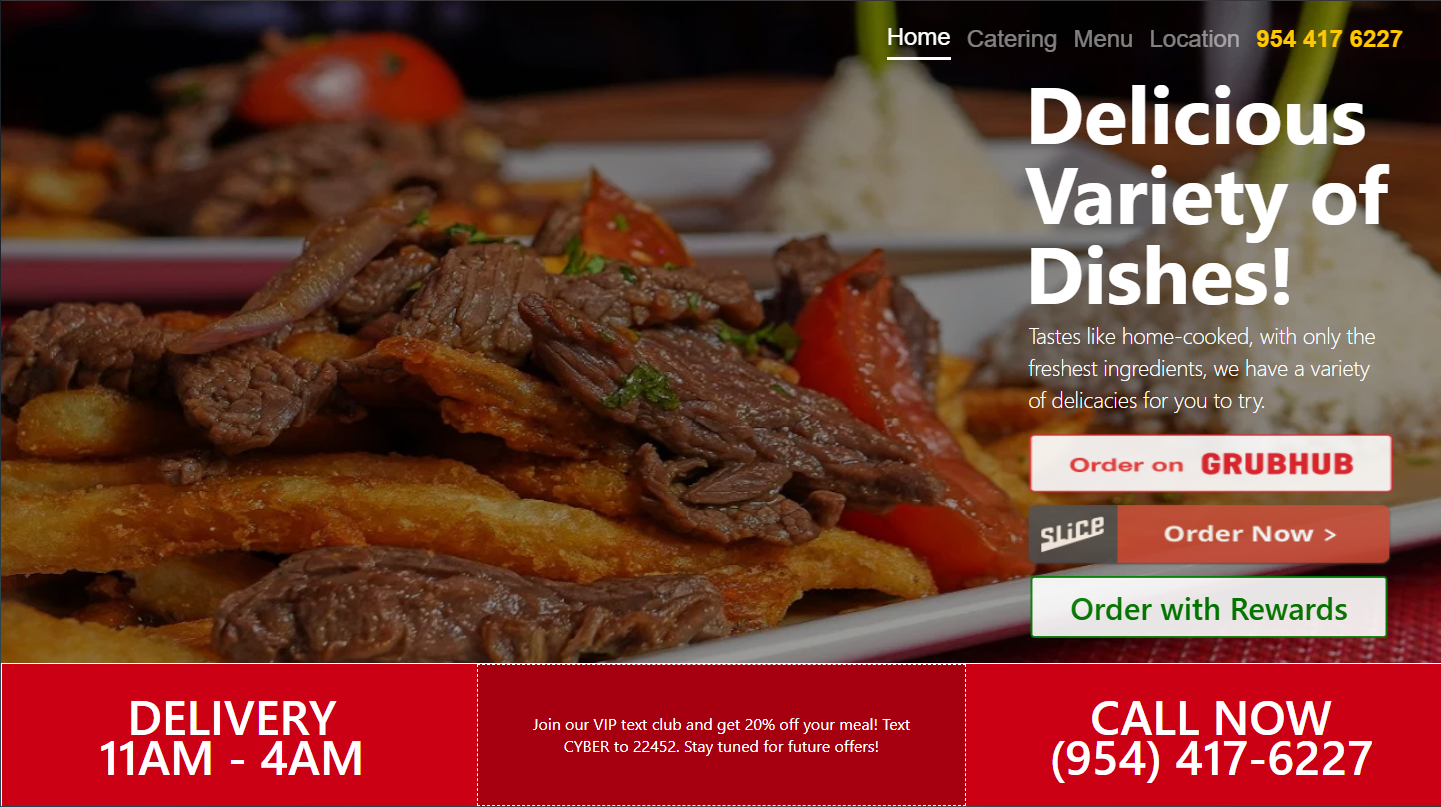 Home Catering Menu Location 954 417 6227
Delicious
Variety of
Dishes!
Tastes like home-cooked, with only the
freshest ingredients, we have a variety
of delicacies for you to try.
Order on GRUBHUB
SLiCE Order Now >
Order with Rewards
DELIVERY
11AM - 4AM
Join our VIP text club and get 20% off your meal! Text
CYBER to 22452. Stay tuned for future offers!
CALL NOW
(954) 417-6227